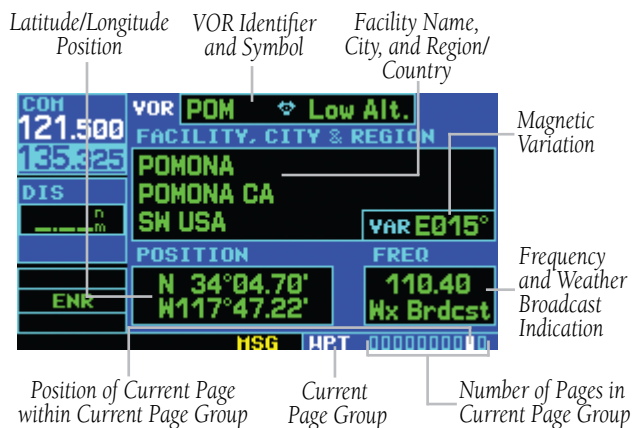 Latitude/Longitude
Position
VOR Identifier
and Symbol
Facility Name,
City, and Region/
Country
COM
121.500
135.325
VOR POM Low Alt.
FACILITY, CITY & REGION
POMONA
POMONA CA
SW USA
VAR E015°
Magnetic
Variation
DIS
_._ _ n m
POSITION
FREQ
N 34°04.70'
W117°47.22'
110.40
Wx Brdcst
ENR
Frequency
and Weather
Broadcast
Indication
MSG WPT
Position of Current Page
within Current Page Group
Current
Page Group
Number of Pages in
Current Page Group